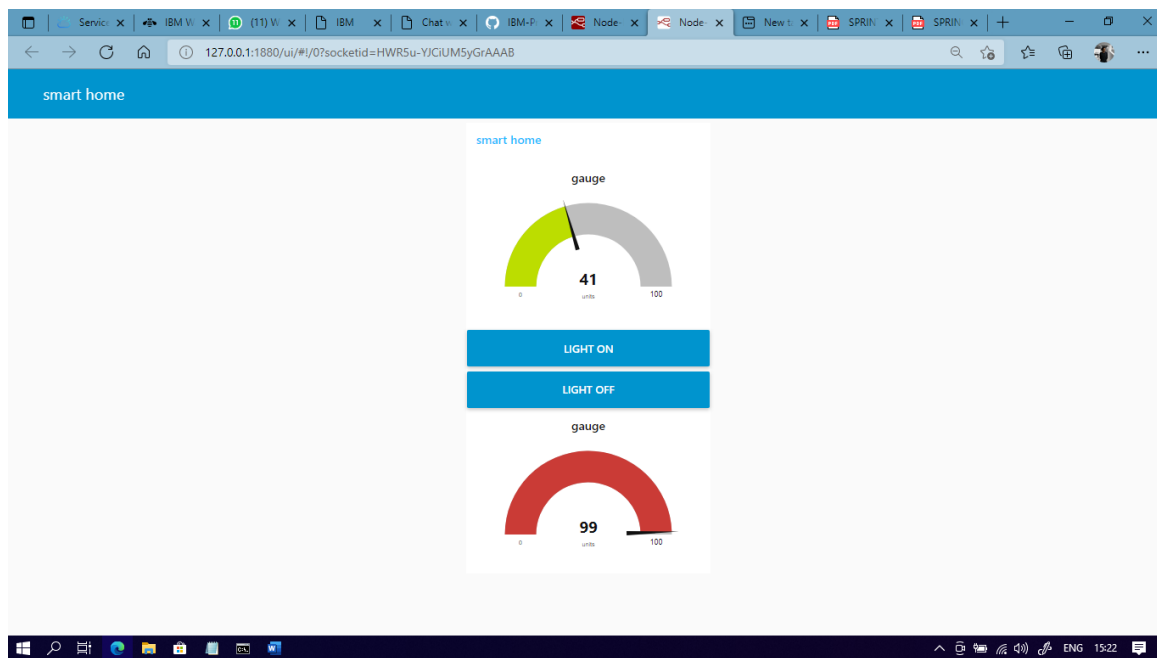 Service
IBM W
(11) W
IBM
Chat w
IBM-P
Node-
Node-
New t
SPRIN
SPRIN
127.0.0.1:1880/ui/#!/0?socketid=HWR5u-YJCiUM5yGrAAAB
smart home
smart home
gauge
41
units
0
100
LIGHT ON
LIGHT OFF
gauge
99
units
0
100
ENG 15:22